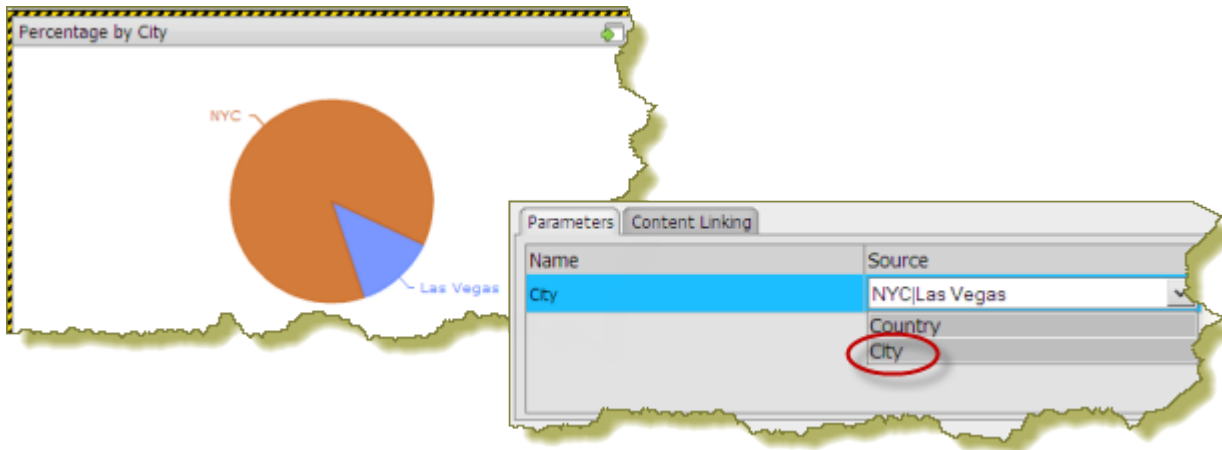 Percentage by City
NYC
Las Vegas
Parameters Content Linking
Name Source
City NYC|Las Vegas
Country
City